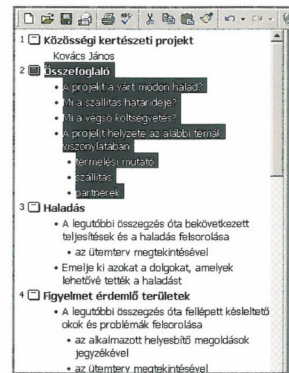 1 Közösségi kertészeti projekt
Kovács János
2 Összefoglaló
• A projekt a várt módon halad?
• Mi a szállítás határideje?
• Mi a végső költségvetés?
• A projekt helyzete az alábbi témák
viszonylatában
• termelési mutató
• szállítás
• partnerek
3 Haladás
• A legutóbbi összegzés óta bekövetkezett
teljesítések és a haladás felsorolása
• az ütemterv megtekintésével
• Emelje ki azokat a dolgokat, amelyek
lehetővé tették a haladást
4 Figyelmet érdemlő területek
• A legutóbbi összegzés óta fellépett késleltető
okok és problémák felsorolása
• az alkalmazott helyesbítő megoldások
jegyzékével
• az ütemterv megtekintésével